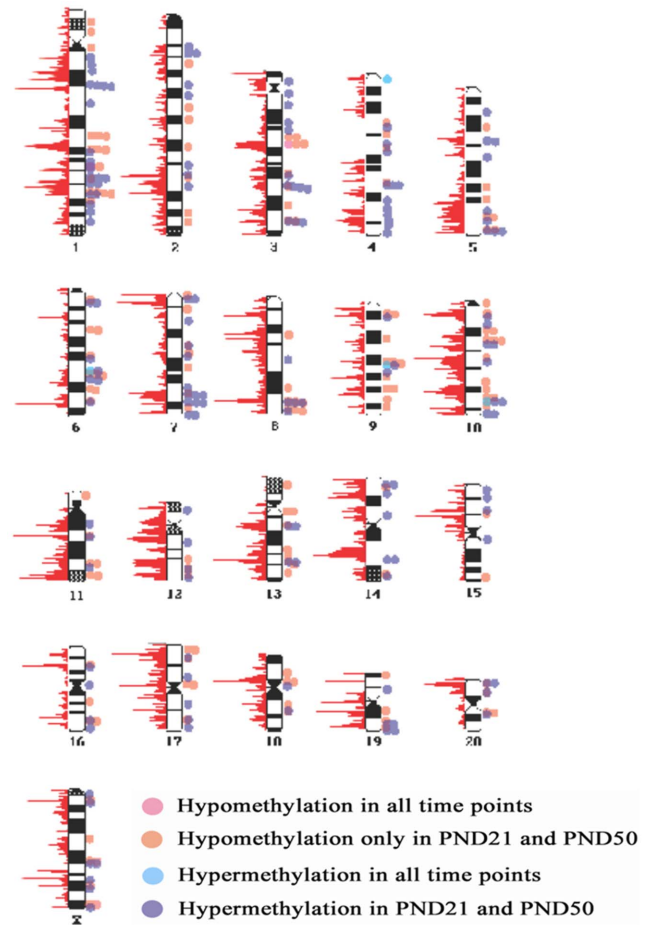 1 2 3 4 5
6 7 8 9 10
11 12 13 14 15
16 17 18 19 20
X
Hypomethylation in all time points
Hypomethylation only in PND21 and PND50
Hypermethylation in all time points
Hypermethylation in PND21 and PND50